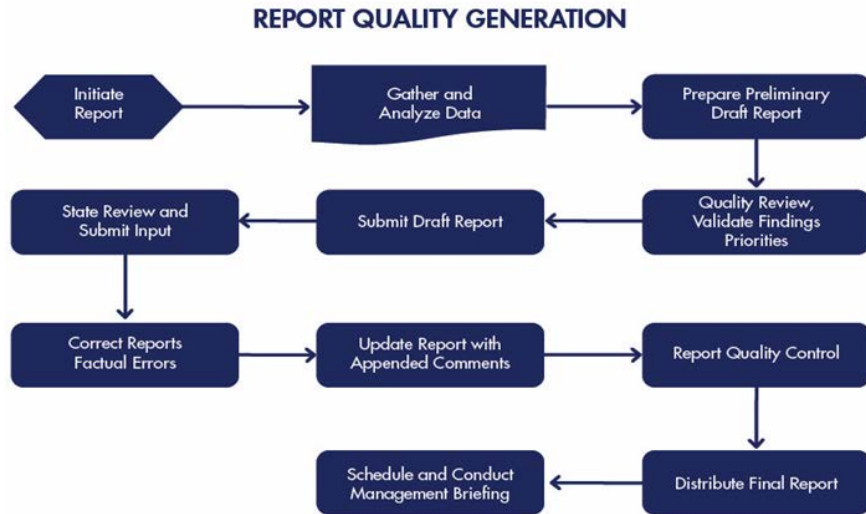 REPORT QUALITY GENERATION
Initiate
Report
Gather and
Analyze Data
Prepare Preliminary
Draft Report
Quality Review,
Validate Findings
Priorities
Submit Draft Report
State Review and
Submit Input
Correct Reports
Factual Errors
Update Report with
Appended Comments
Report Quality Control
Distribute Final Report
Schedule and Conduct
Management Briefing